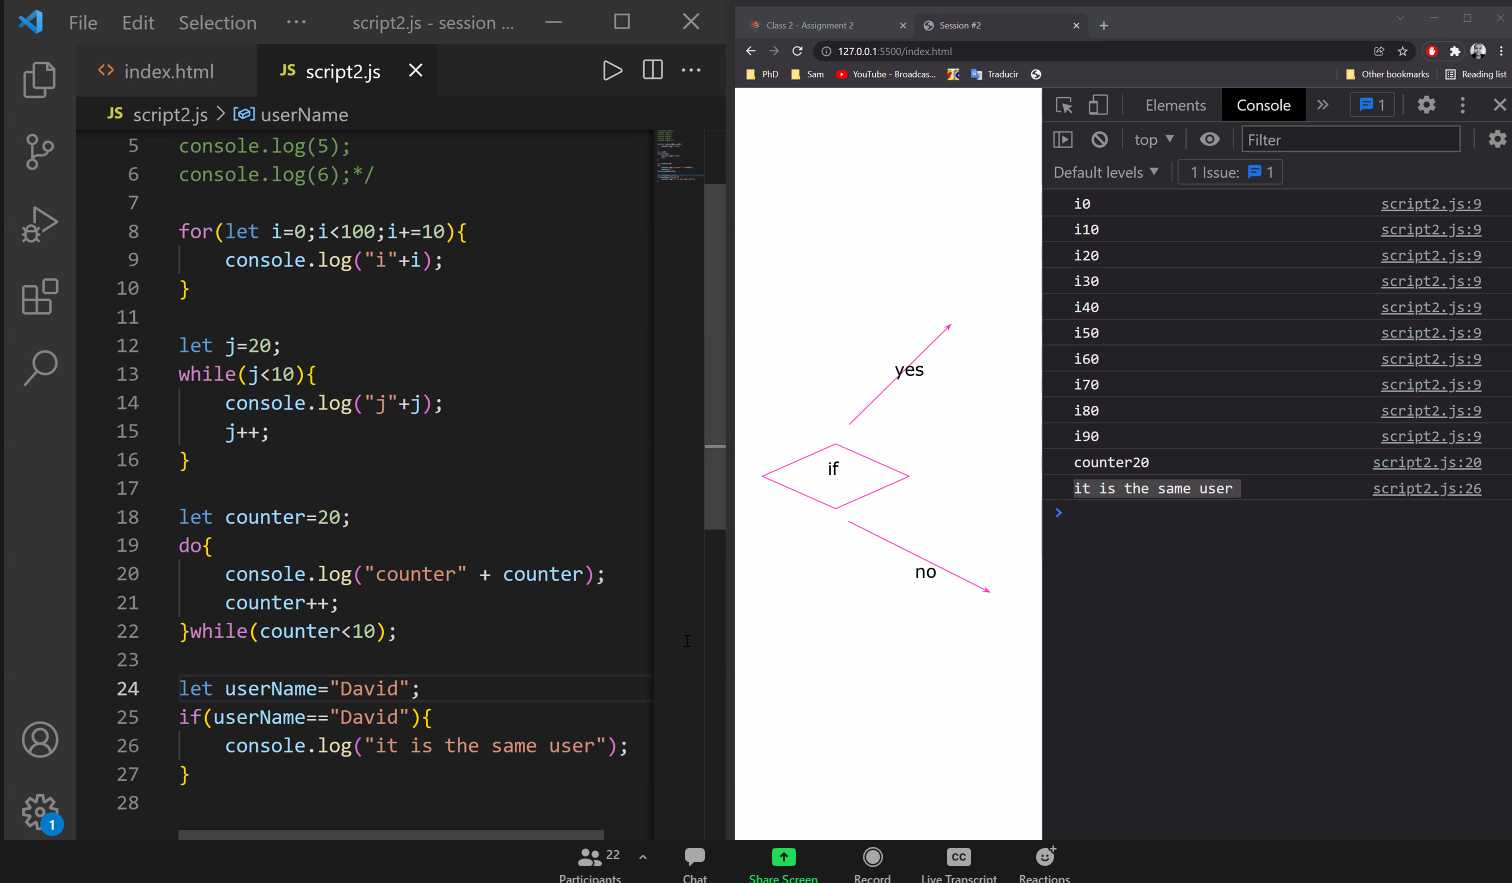 File Edit Selection ··· script2.js - session ...
index.html JS script2.js
JS script2.js > userName
5 console.log(5);
6 console.log(6);*/
7
8 for(let i=0;i<100;i+=10){
9 console.log("i"+i);
10 }
11
12 let j=20;
13 while(j<10){
14 console.log("j"+j);
15 j++;
16 }
17
18 let counter=20;
19 do{
20 console.log("counter" + counter);
21 counter++;
22 }while(counter<10);
23
24 let userName="David";
25 if(userName=="David"){
26 console.log("it is the same user");
27 }
28
1
Class 2 - Assignment 2 Session #2
127.0.0.1:5500/index.html
PhD Sam YouTube - Broadcas... Traducir Other bookmarks Reading list
yes
if
no
Elements Console 1
top Filter
Default levels 1 Issue: 1
i0 script2.js:9
i10 script2.js:9
i20 script2.js:9
i30 script2.js:9
i40 script2.js:9
i50 script2.js:9
i60 script2.js:9
i70 script2.js:9
i80 script2.js:9
i90 script2.js:9
counter20 script2.js:20
it is the same user script2.js:26
22
CC
Participants Chat Share Screen Record Live Transcript Reactions